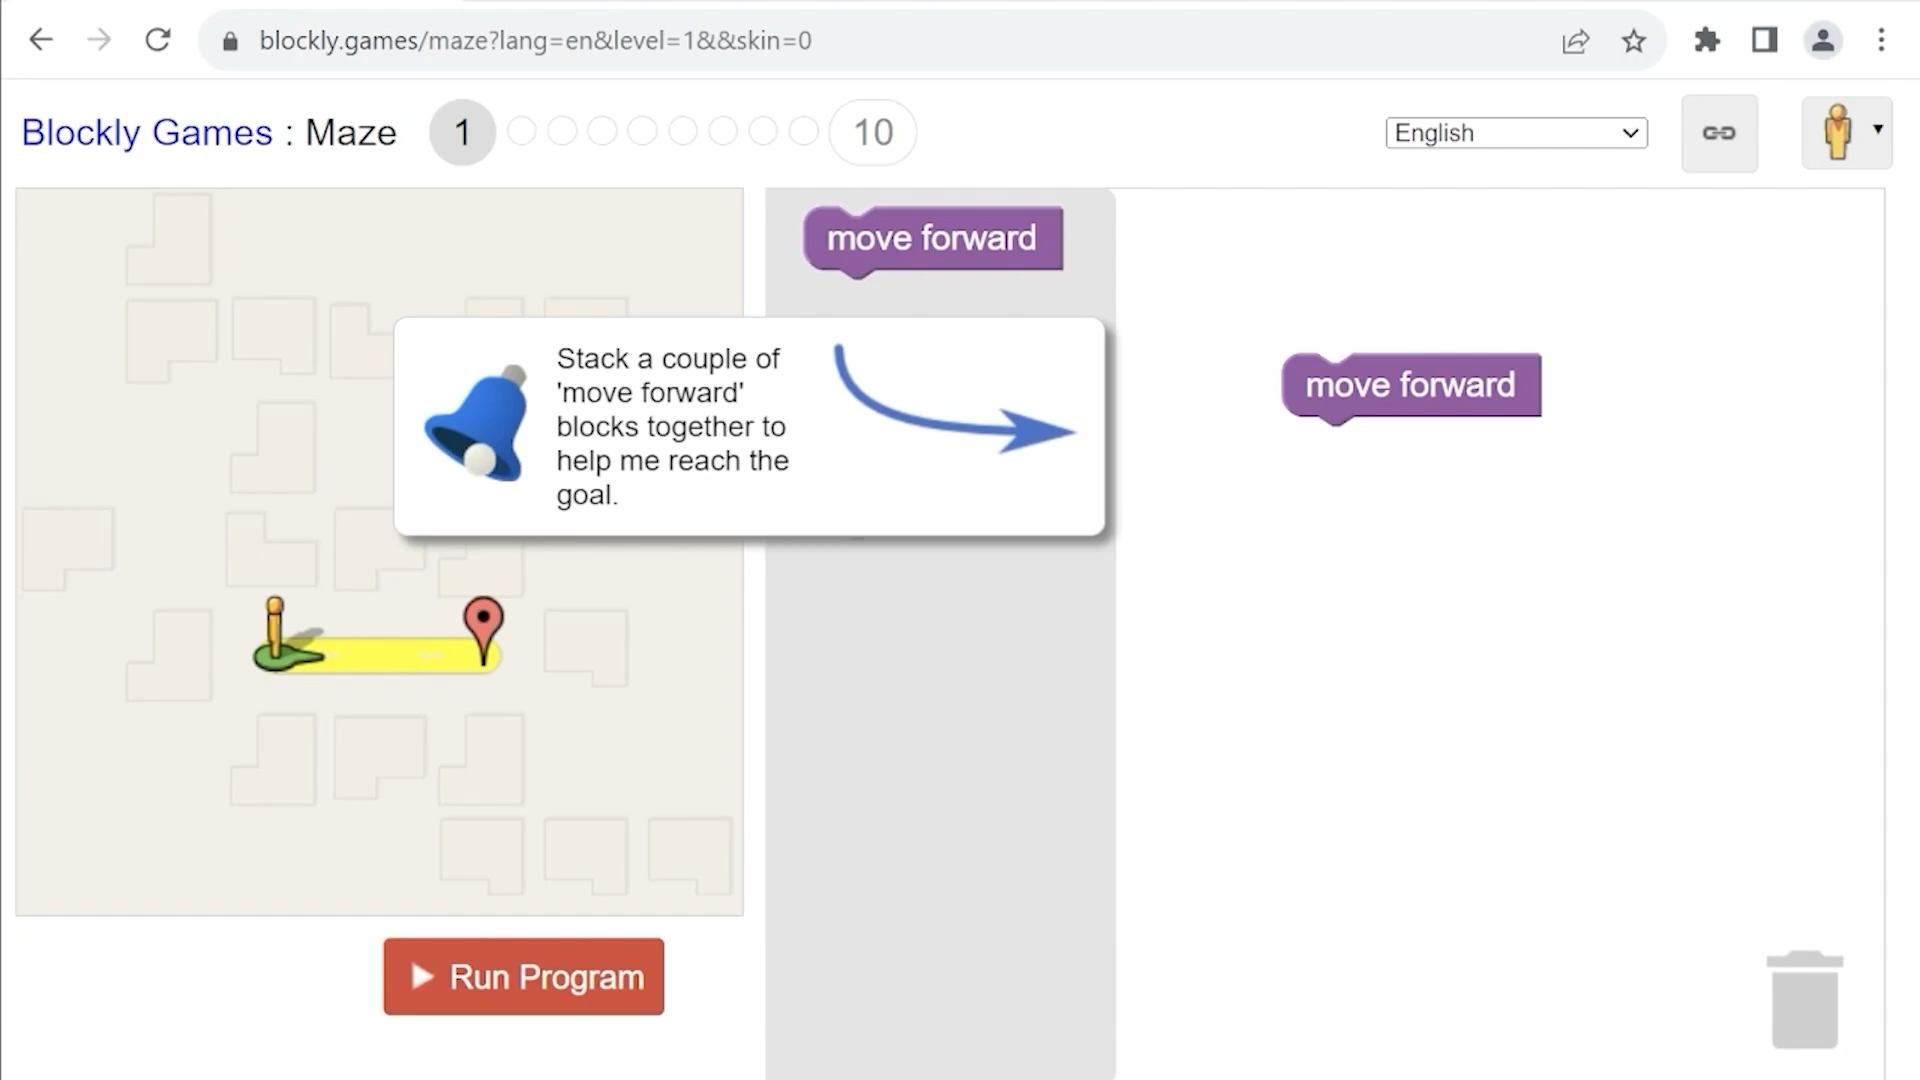 blockly.games/maze?lang=en&level=1&&skin=0
Blockly Games : Maze
1
10
English
move forward
Stack a couple of
'move forward'
blocks together to
help me reach the
goal.
move forward
Run Program